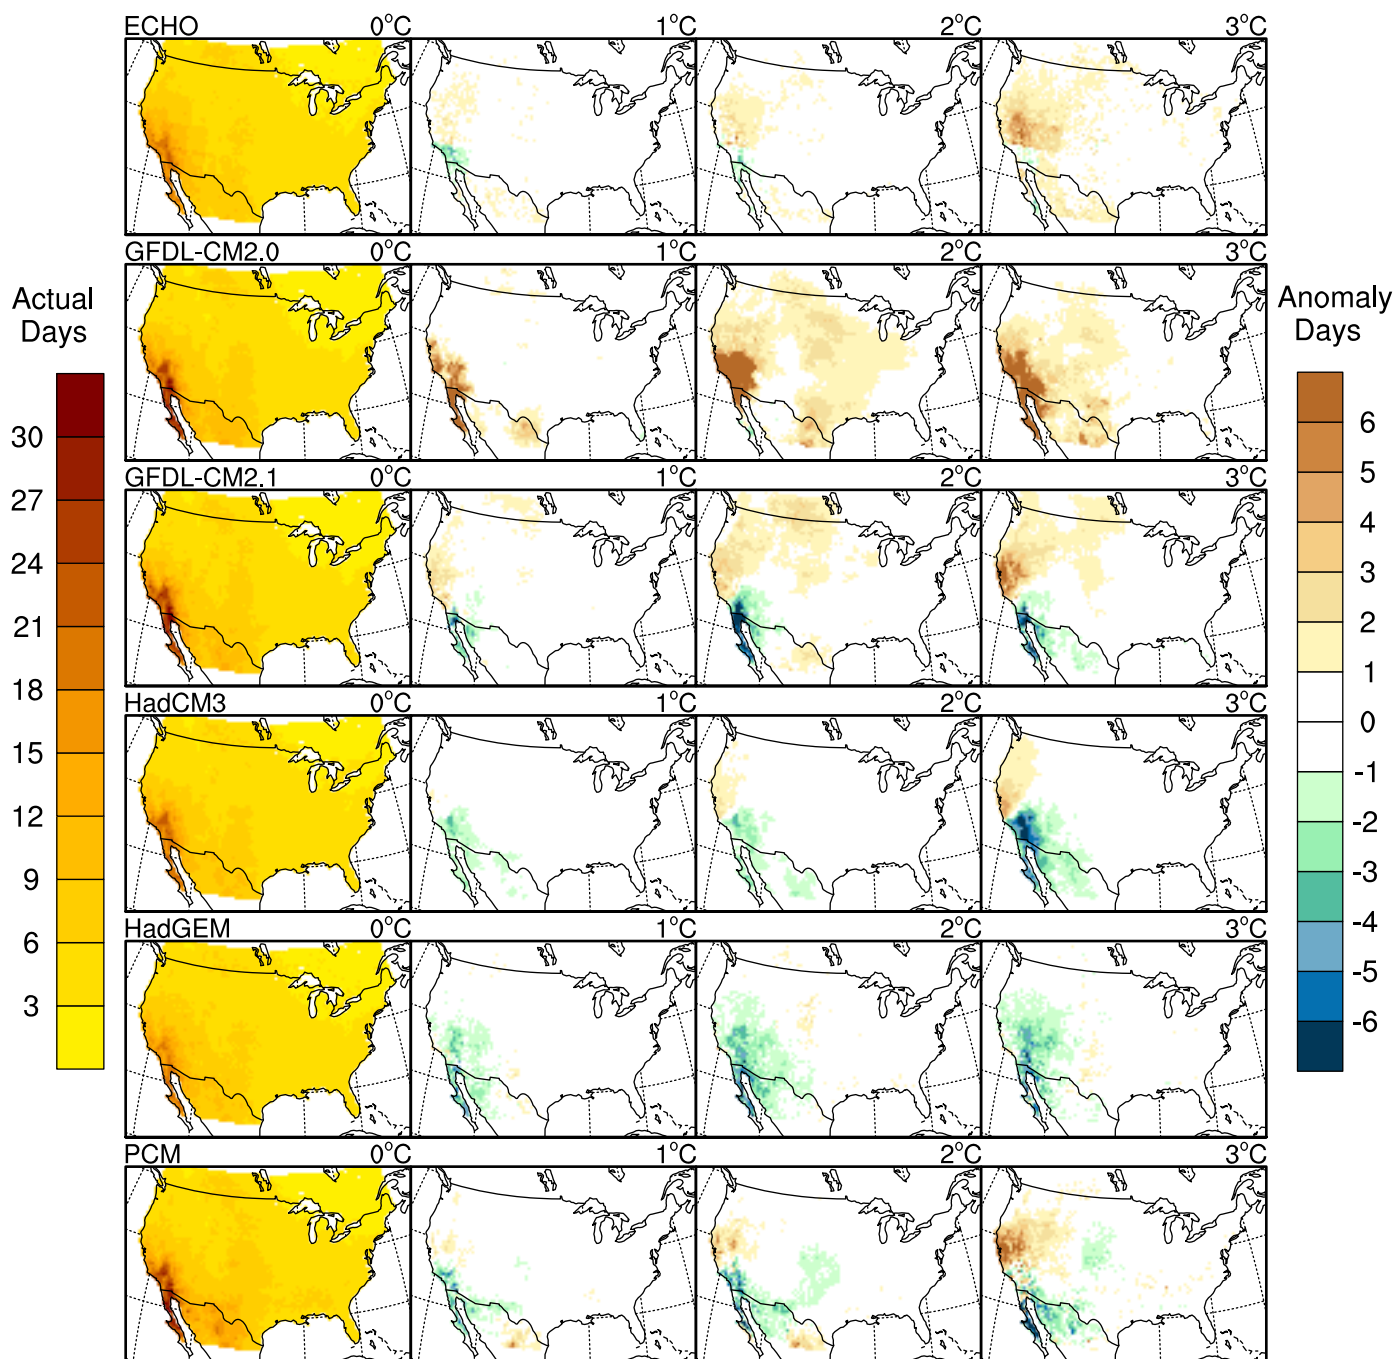 ECHO 0°C 1°C 2°C 3°C
GFDL-CM2.0 0°C 1°C 2°C 3°C
Actual
Days
30
27
24
21
18
15
12
9
6
3
Anomaly
Days
6
5
4
3
2
1
0
-1
-2
-3
-4
-5
-6
GFDL-CM2.1 0°C 1°C 2°C 3°C
HadCM3 0°C 1°C 2°C 3°C
HadGEM 0°C 1°C 2°C 3°C
PCM 0°C 1°C 2°C 3°C